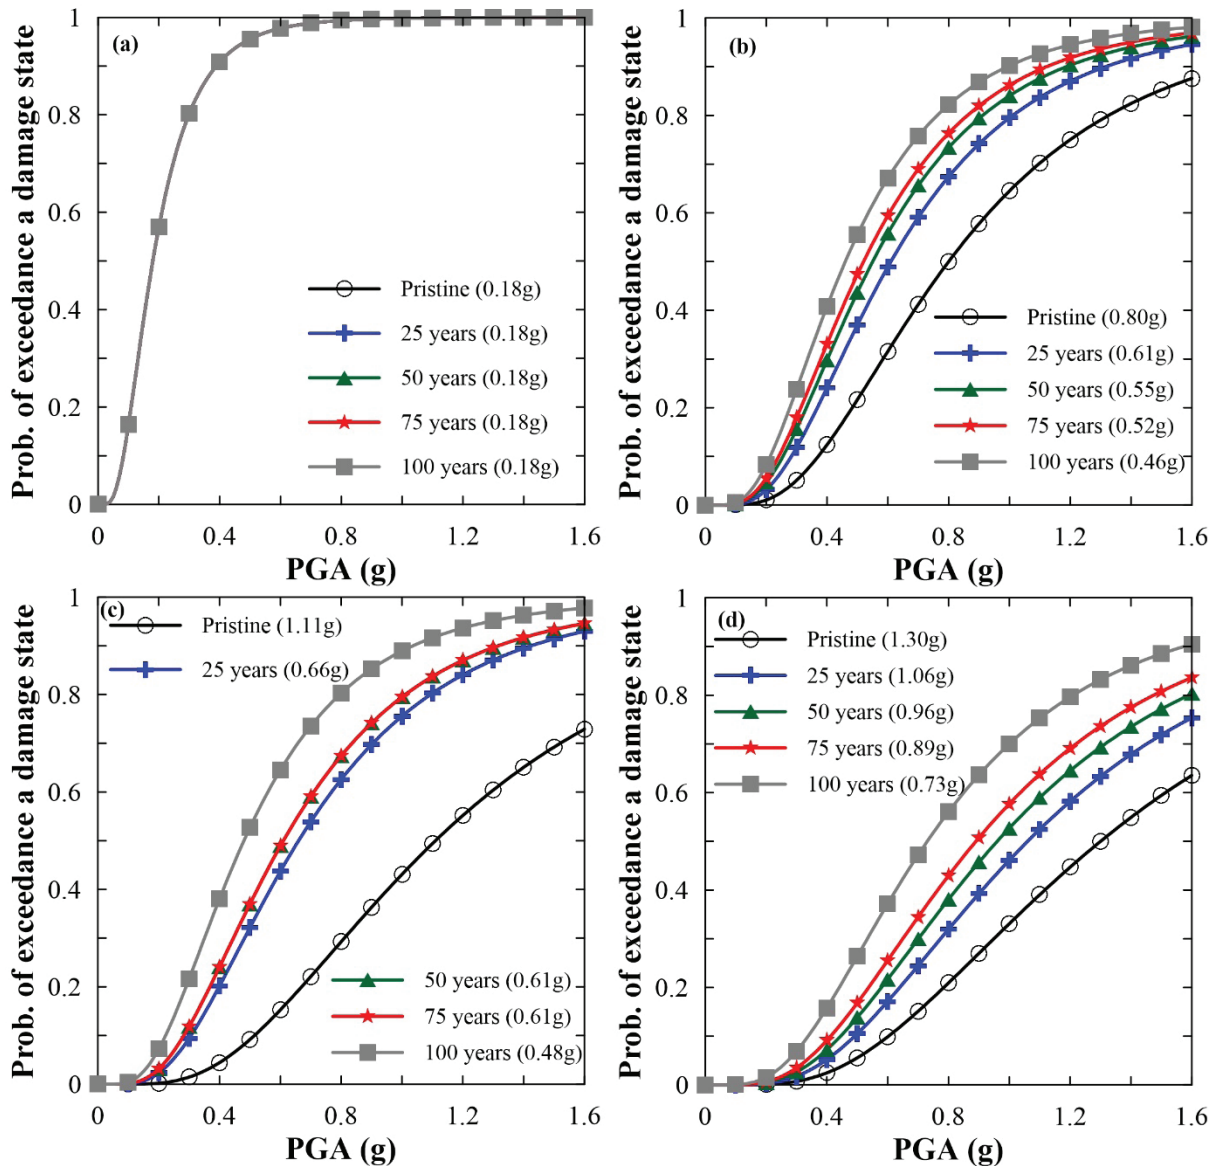 (a)
Prob. of exceedance a damage state
1
0.8
0.6
0.4
0.2
0
Pristine (0.18g)
25 years (0.18g)
50 years (0.18g)
75 years (0.18g)
100 years (0.18g)
0 0.4 0.8 1.2 1.6
PGA (g)
(b)
Prob. of exceedance a damage state
1
0.8
0.6
0.4
0.2
0
Pristine (0.80g)
25 years (0.61g)
50 years (0.55g)
75 years (0.52g)
100 years (0.46g)
0 0.4 0.8 1.2 1.6
PGA (g)
(c)
Prob. of exceedance a damage state
1
0.8
0.6
0.4
0.2
0
Pristine (1.11g)
25 years (0.66g)
50 years (0.61g)
75 years (0.61g)
100 years (0.48g)
0 0.4 0.8 1.2 1.6
PGA (g)
(d)
Prob. of exceedance a damage state
1
0.8
0.6
0.4
0.2
0
Pristine (1.30g)
25 years (1.06g)
50 years (0.96g)
75 years (0.89g)
100 years (0.73g)
0 0.4 0.8 1.2 1.6
PGA (g)